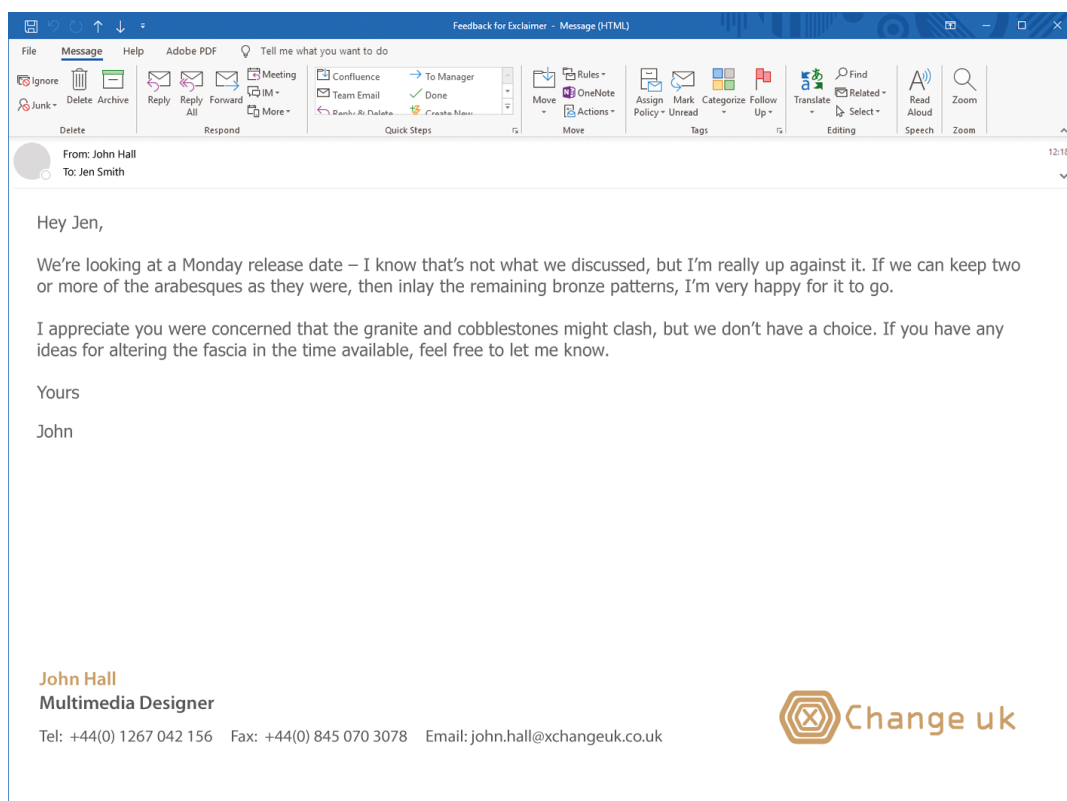 Feedback for Exclaimer - Message (HTML)
File Message Help Adobe PDF Tell me what you want to do
Ignore
Junk
Delete
Archive
Delete
Reply
Reply All
Forward
Meeting
IM
More
Respond
Confluence
To Manager
Team Email
Done
Reply & Delete
Create New
Quick Steps
Move
Rules
OneNote
Actions
Move
Assign Policy
Mark Unread
Categorize
Follow Up
Tags
Translate
Find
Related
Select
Editing
Read Aloud
Speech
Zoom
Zoom
From: John Hall
12:18
To: Jen Smith
Hey Jen,
We’re looking at a Monday release date – I know that’s not what we discussed, but I’m really up against it. If we can keep two
or more of the arabesques as they were, then inlay the remaining bronze patterns, I’m very happy for it to go.
I appreciate you were concerned that the granite and cobblestones might clash, but we don’t have a choice. If you have any
ideas for altering the fascia in the time available, feel free to let me know.
Yours
John
John Hall
Multimedia Designer
Tel: +44(0) 1267 042 156 Fax: +44(0) 845 070 3078 Email: john.hall@xchangeuk.co.uk
X Change uk